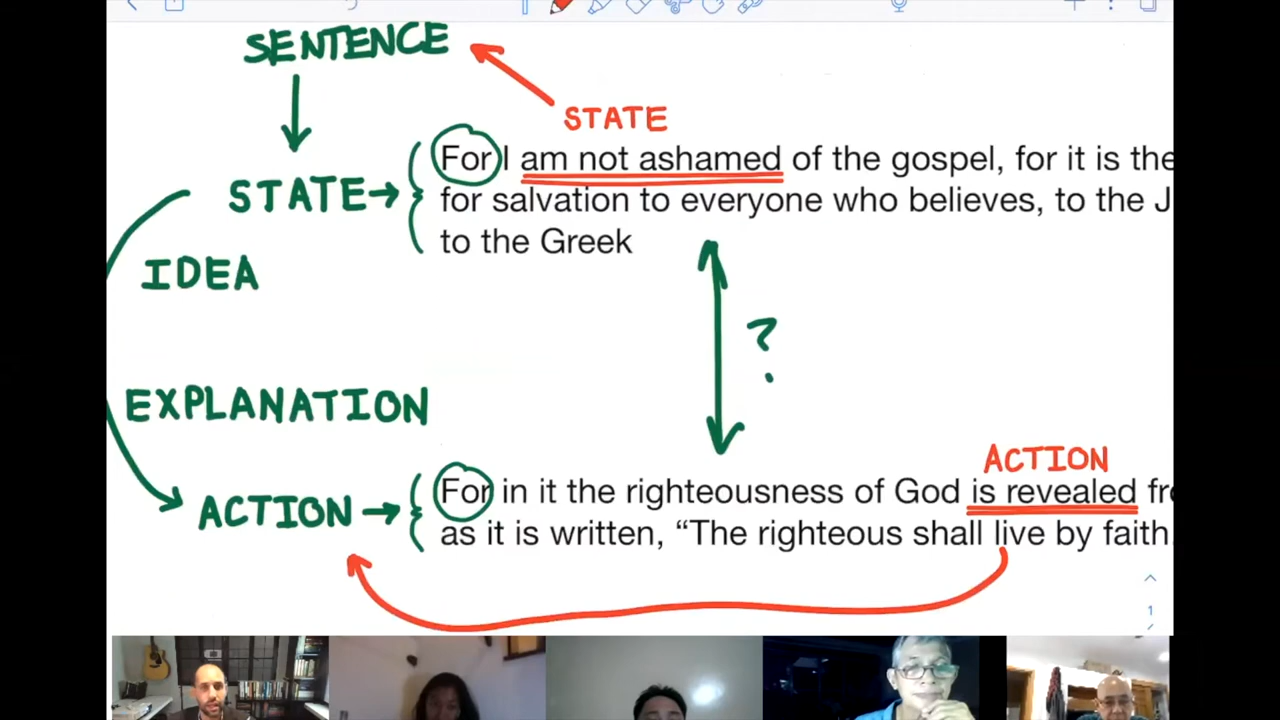 SENTENCE
STATE
For I am not ashamed of the gospel, for it is the
STATE
for salvation to everyone who believes, to the J
to the Greek
IDEA
?
EXPLANATION
ACTION
For in it the righteousness of God is revealed
ACTION
as it is written, “The righteous shall live by faith
1